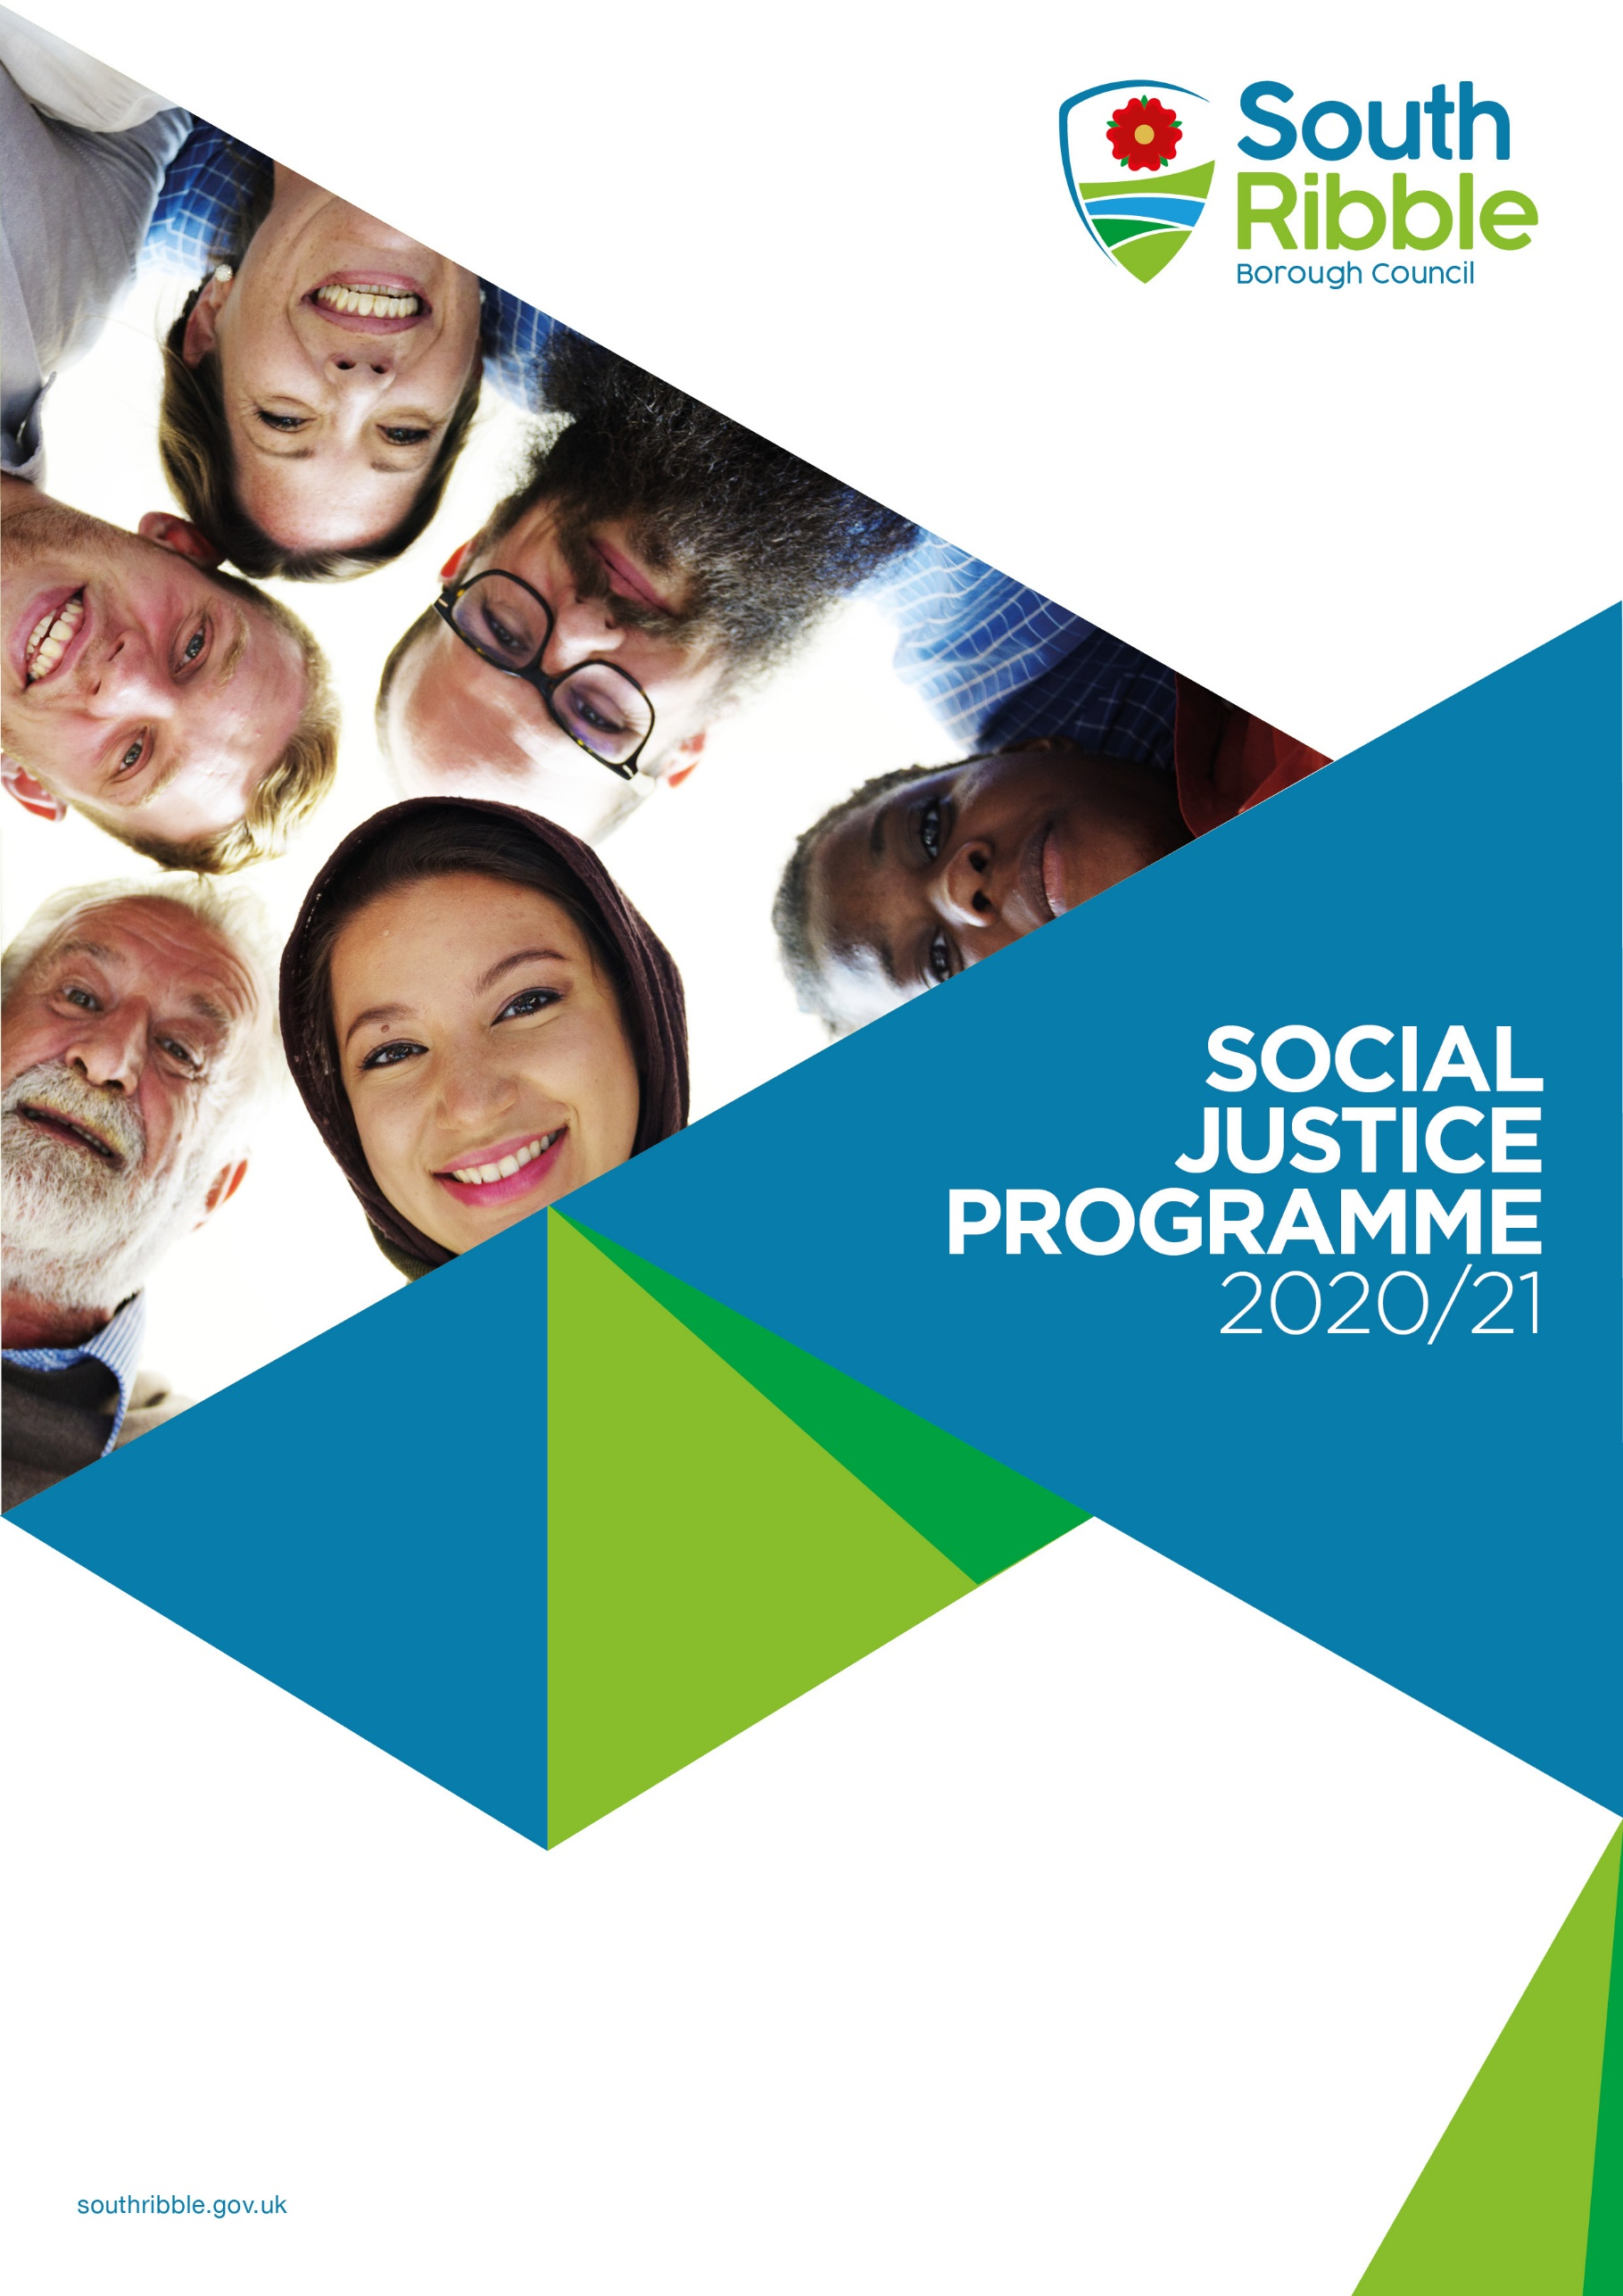 South
Ribble
Borough Council
SOCIAL
JUSTICE
PROGRAMME
2020/21
southribble.gov.uk